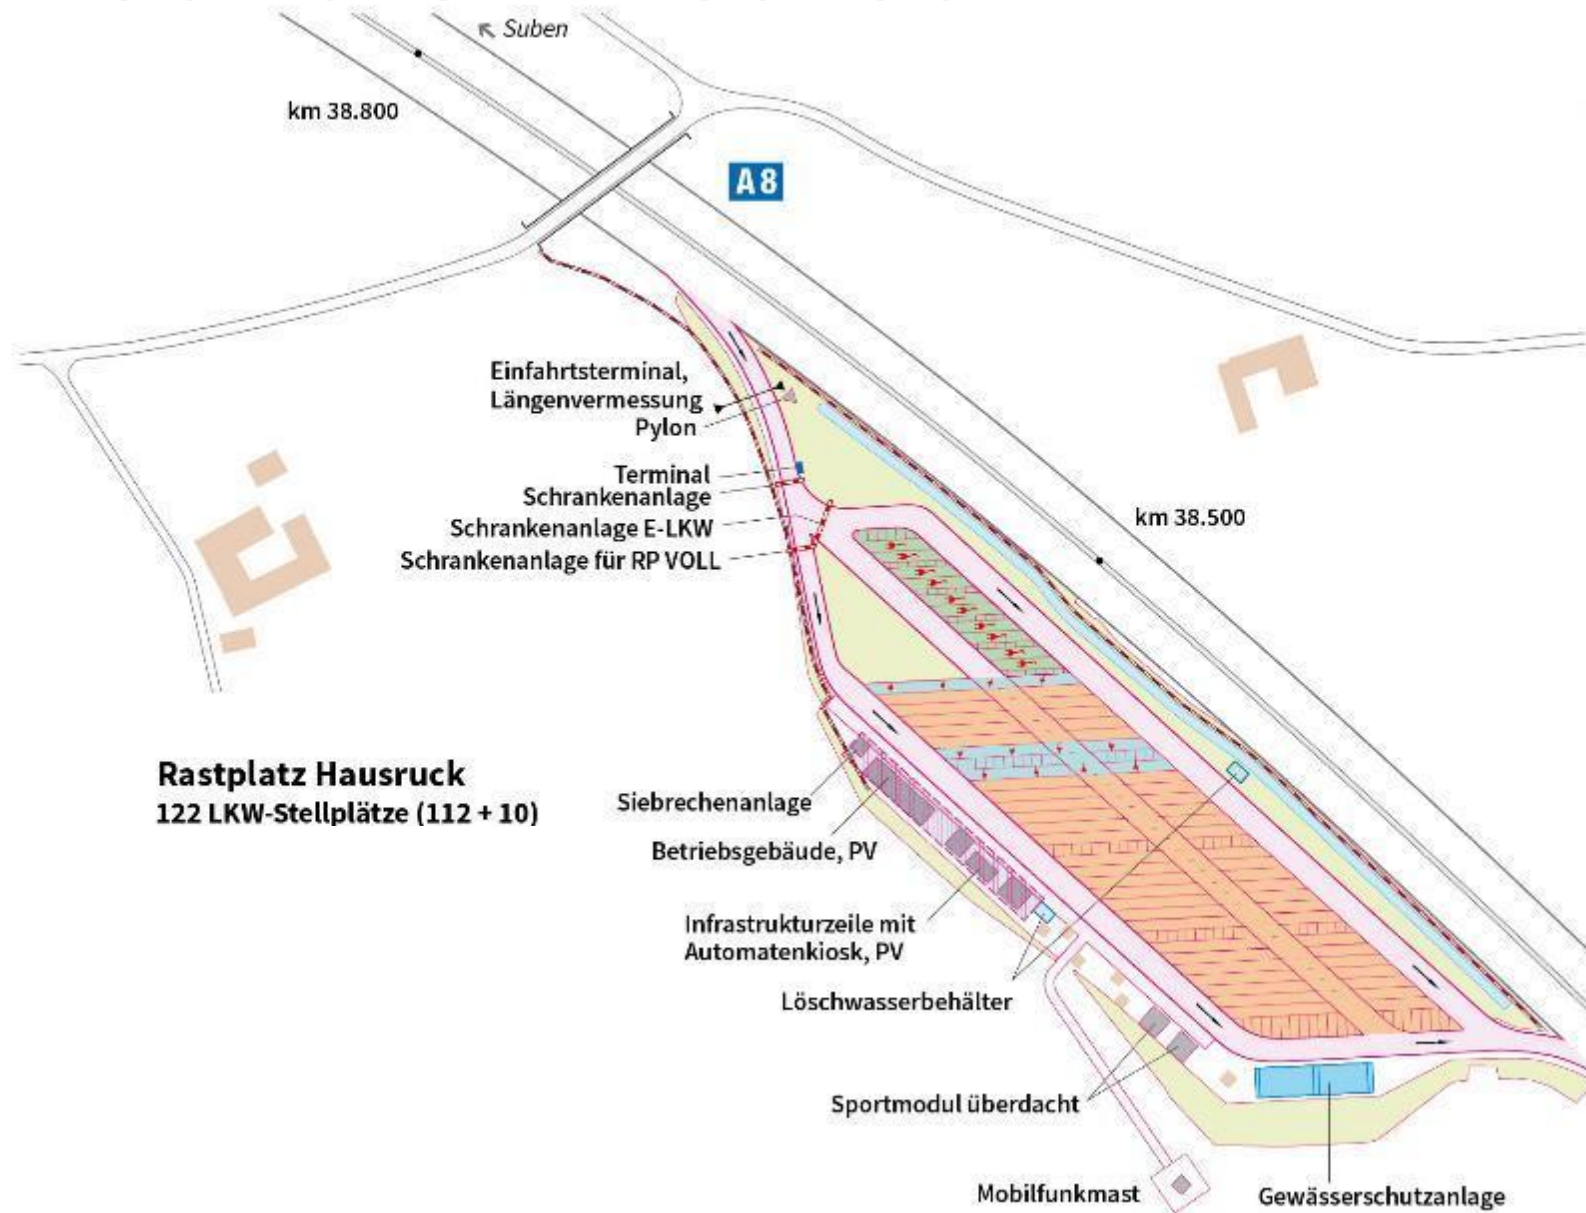 Suben
km 38.800
A8
Einfahrtsterminal,
Längenvermessung
Pylon
Terminal
Schrankenanlage
Schrankenanlage E-LKW
Schrankenanlage für RP VOLL
km 38.500
Rastplatz Hausruck
122 LKW-Stellplätze (112 + 10)
Siebrechenanlage
Betriebsgebäude, PV
Infrastrukturzeile mit
Automatenkiosk, PV
Löschwasserbehälter
Sportmodul überdacht
Mobilfunkmast
Gewässerschutzanlage